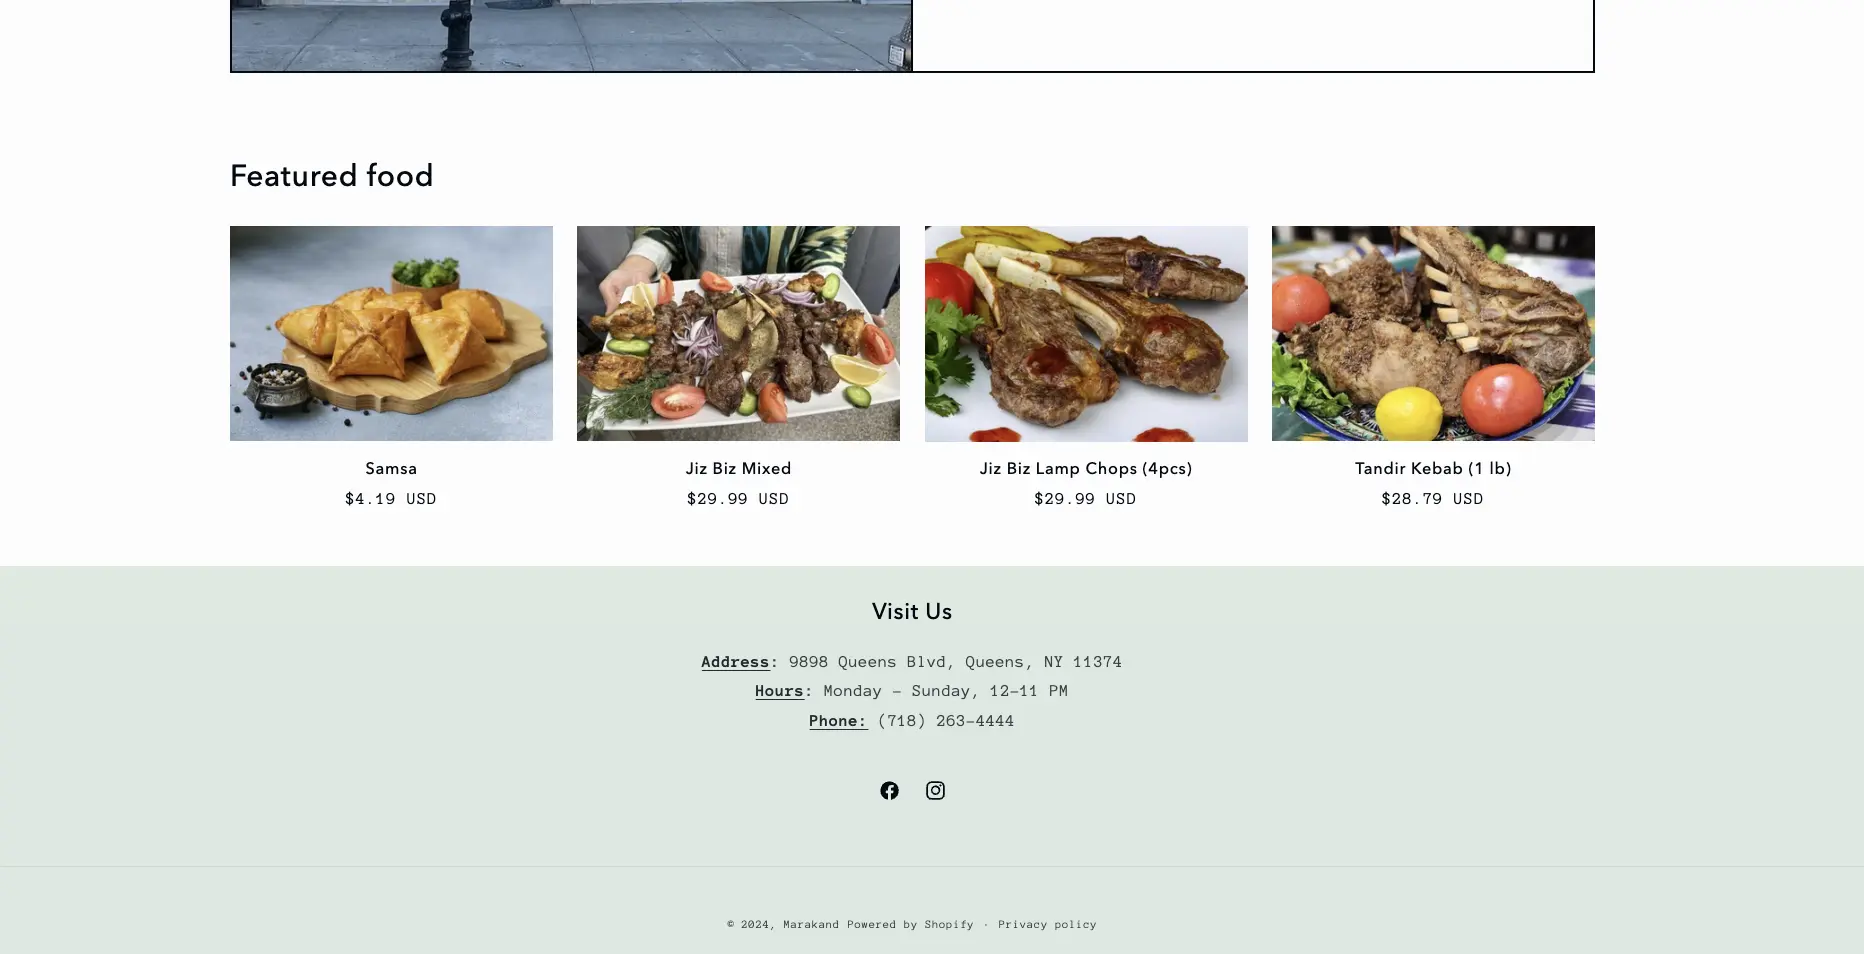 Featured food
Samsa
$4.19 USD
Jiz Biz Mixed
$29.99 USD
Jiz Biz Lamp Chops (4pcs)
$29.99 USD
Tandir Kebab (1 lb)
$28.79 USD
Visit Us
Address: 9898 Queens Blvd, Queens, NY 11374
Hours: Monday - Sunday, 12-11 PM
Phone: (718) 263-4444
© 2024, Marakand Powered by Shopify · Privacy policy